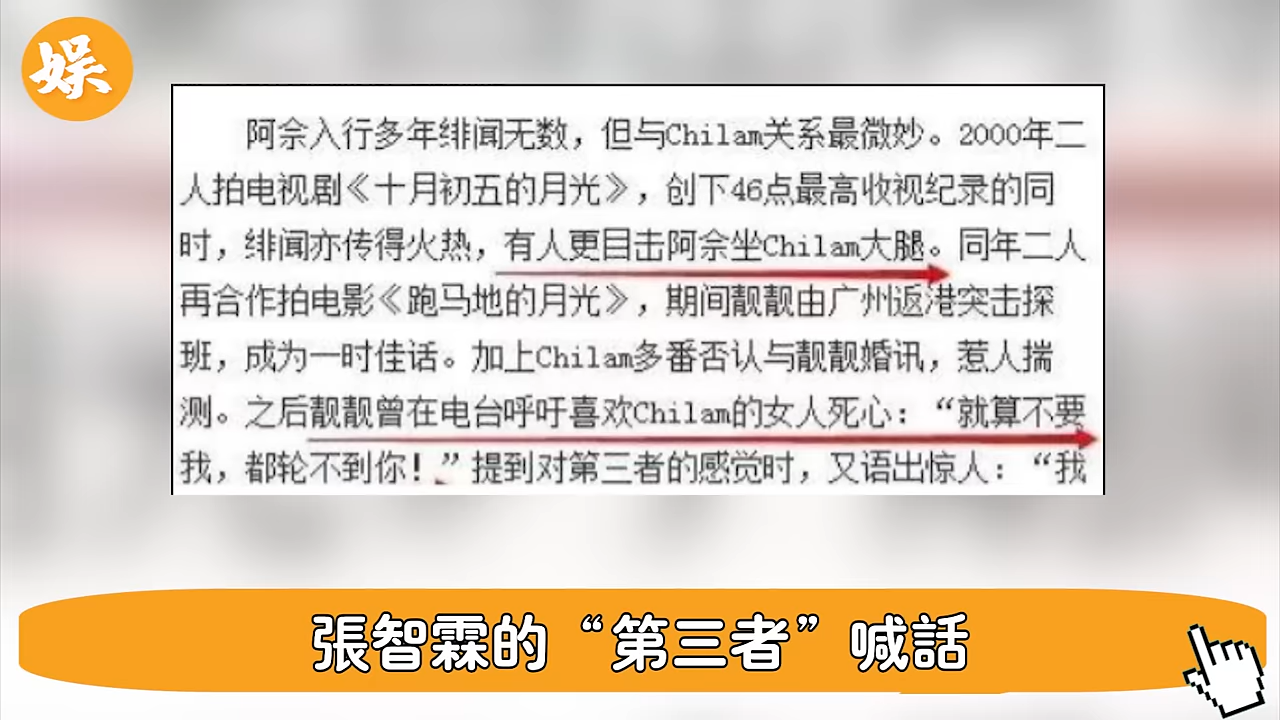 娱
阿佘入行多年绯闻无数，但与Chilam关系最微妙。2000年二
人拍电视剧《十月初五的月光》，创下46点最高收视纪录的同
时，绯闻亦传得火热，有人更目击阿佘坐Chilam大腿。同年二人
再合作拍电影《跑马地的月光》，期间靓靓由广州返港突击探
班，成为一时佳话。加上Chilam多番否认与靓靓婚讯，惹人揣
测。之后靓靓曾在电台呼吁喜欢Chilam的女人死心：“就算不要
我，都轮不到你！”提到对第三者的感觉时，又语出惊人：“我
張智霖的“第三者”喊話